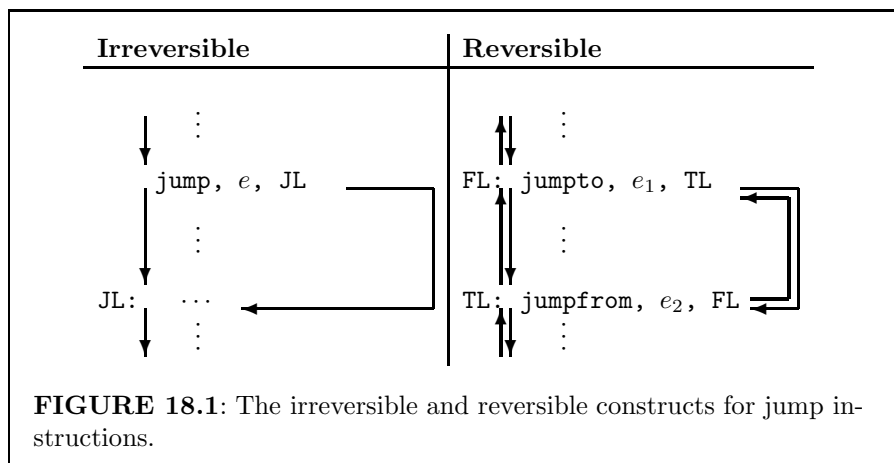 Irreversible Reversible
⋮ ⋮
jump, e, JL FL: jumpto, e₁, TL
⋮ ⋮
JL: ⋯ TL: jumpfrom, e₂, FL
⋮ ⋮
FIGURE 18.1: The irreversible and reversible constructs for jump in-
structions.